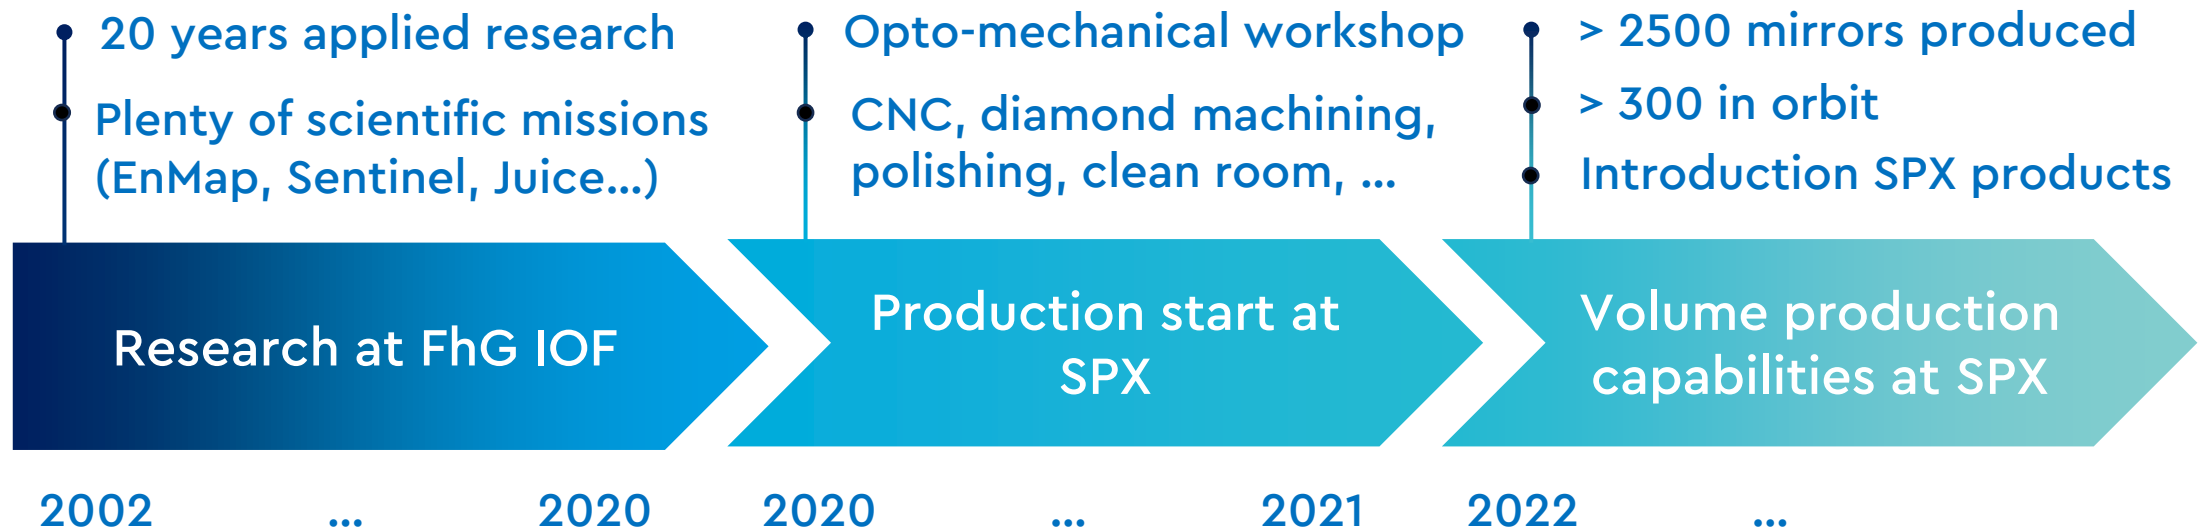 20 years applied research
Plenty of scientific missions
(EnMap, Sentinel, Juice...)
Research at FhG IOF
2002 ... 2020
Opto-mechanical workshop
CNC, diamond machining,
polishing, clean room, ...
Production start at
SPX
2020 ... 2021
> 2500 mirrors produced
> 300 in orbit
Introduction SPX products
Volume production
capabilities at SPX
2022 ...